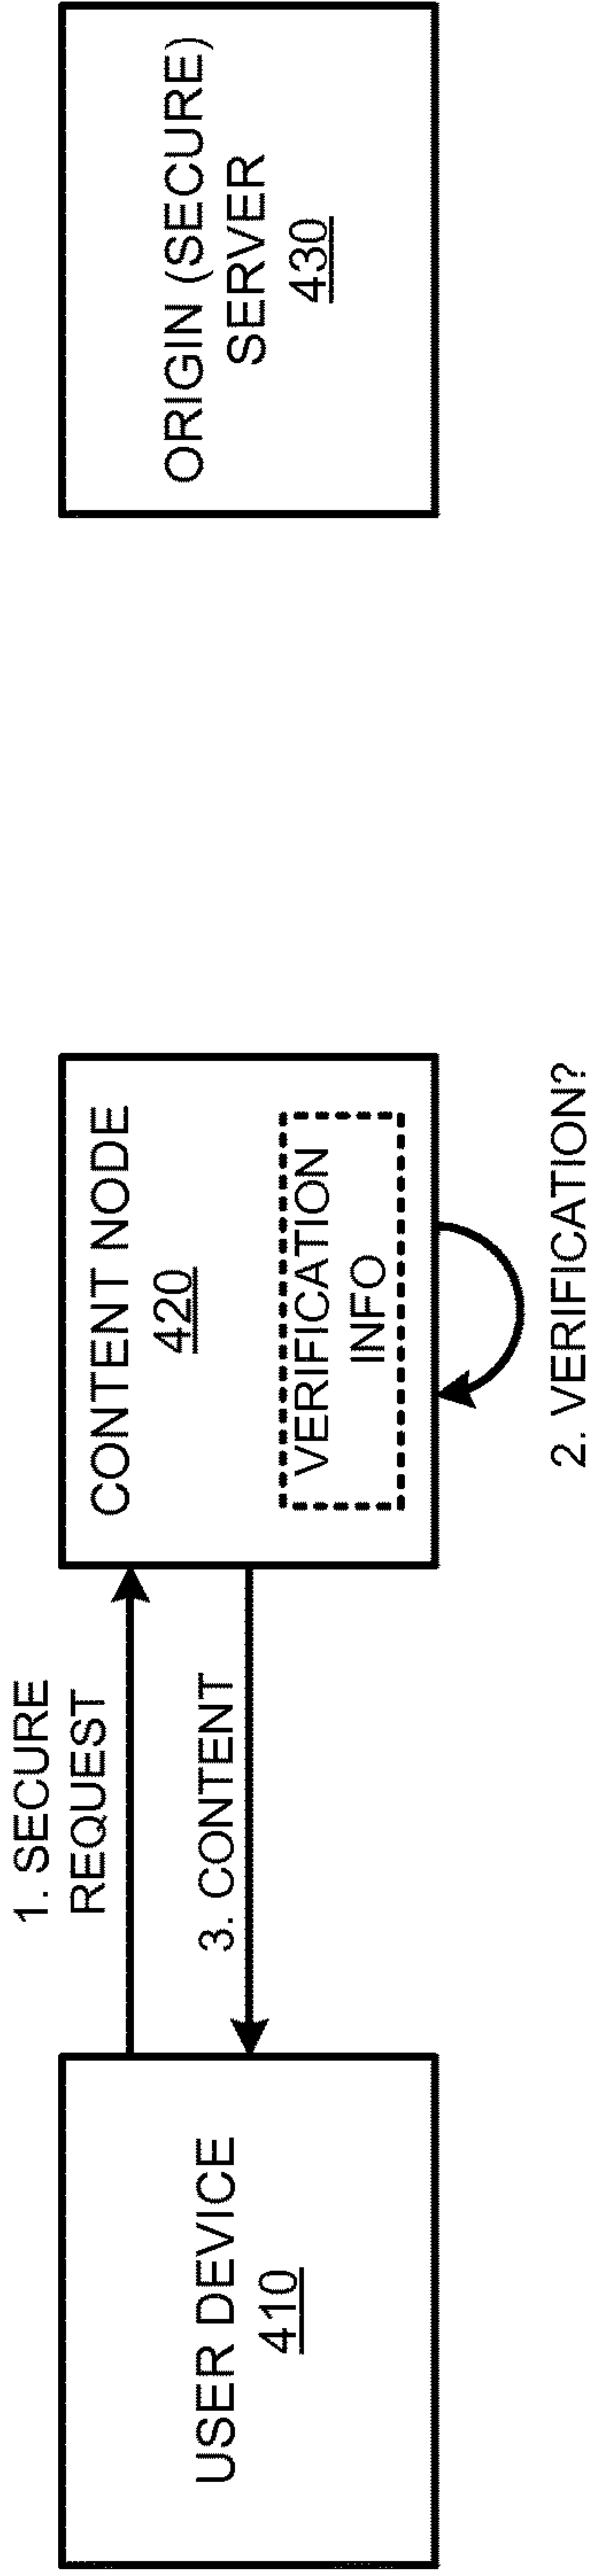 USER DEVICE
410
1. SECURE
REQUEST
3. CONTENT
CONTENT NODE
420
VERIFICATION
INFO
2. VERIFICATION?
ORIGIN (SECURE)
SERVER
430